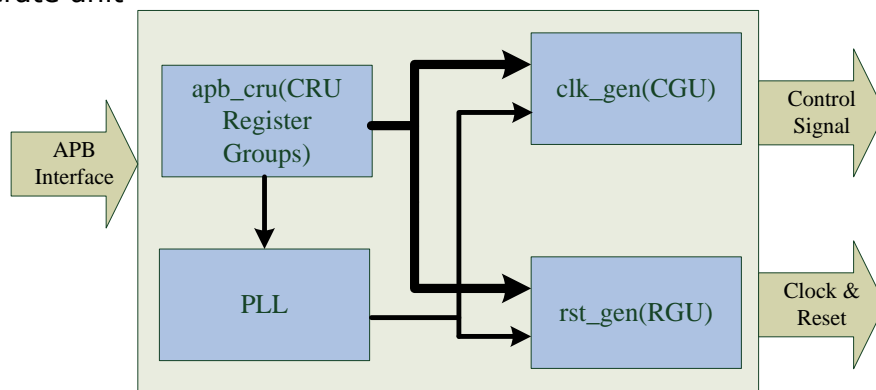 apb_cru(CRU
Register
Groups)
clk_gen(CGU)
Control
Signal
APB
Interface
PLL
rst_gen(RGU)
Clock &
Reset